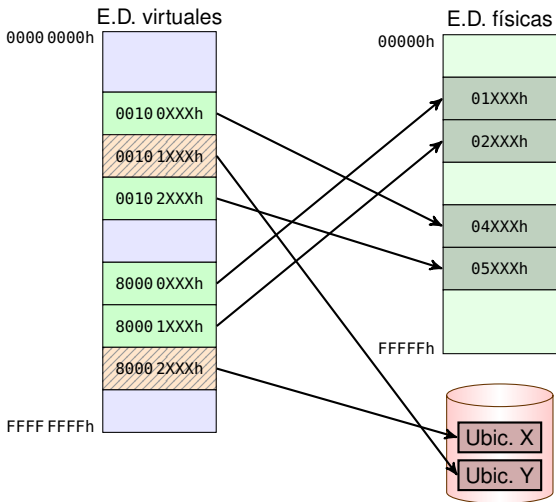 E.D. virtuales
0000 0000h
0010 0XXXh
0010 1XXXh
0010 2XXXh
8000 0XXXh
8000 1XXXh
8000 2XXXh
FFFF FFFFh
E.D. físicas
00000h
01XXXh
02XXXh
04XXXh
05XXXh
FFFFFh
Ubic. X
Ubic. Y